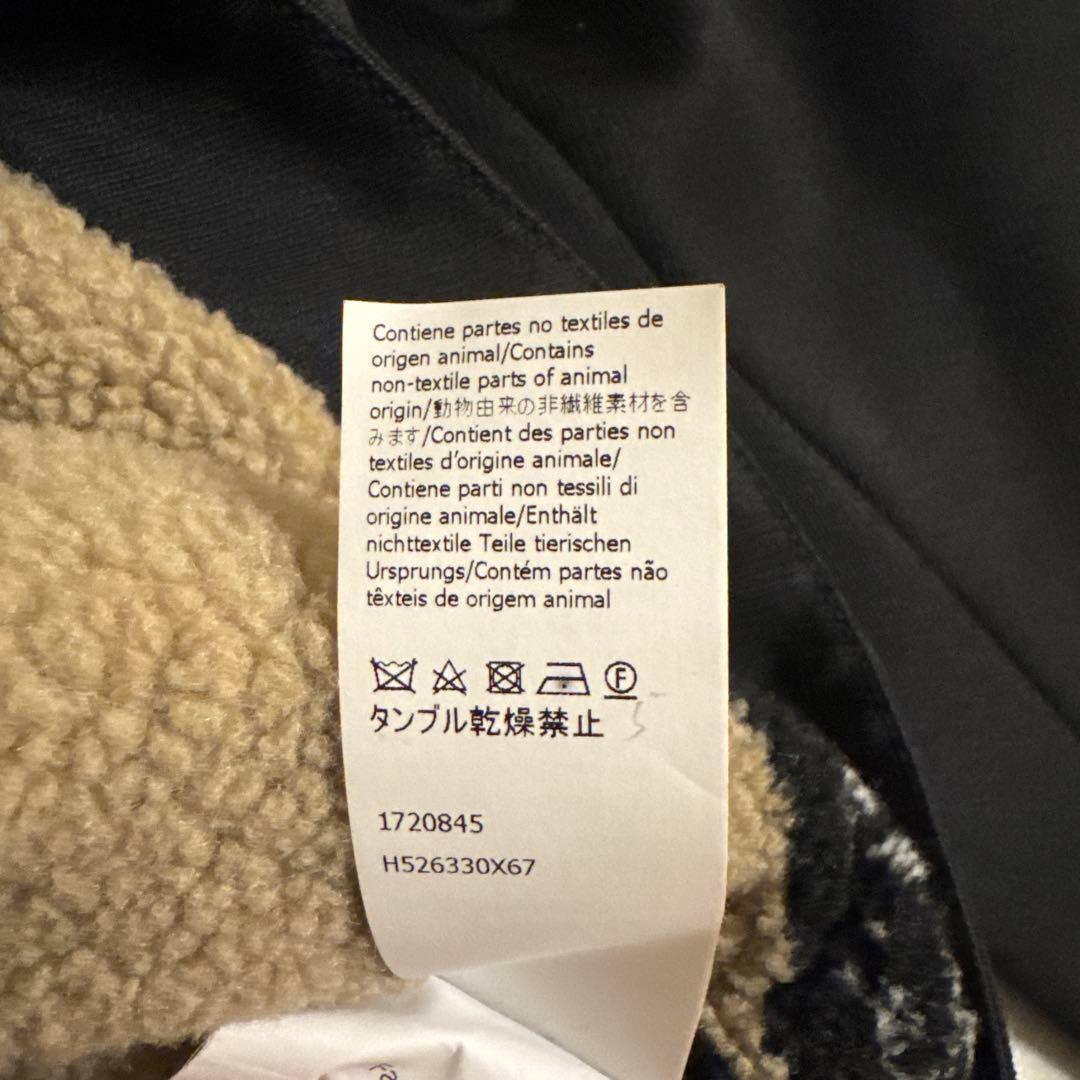 Contiene partes no textiles de
origen animal/Contains
non-textile parts of animal
origin/動物由来の非繊維素材を含
みます/Contient des parties non
textiles d'origine animale/
Contiene parti non tessili di
origine animale/Enthält
nichttextile Teile tierischen
Ursprungs/Contém partes não
têxteis de origem animal
F
タンブル乾燥禁止
1720845
H526330X67